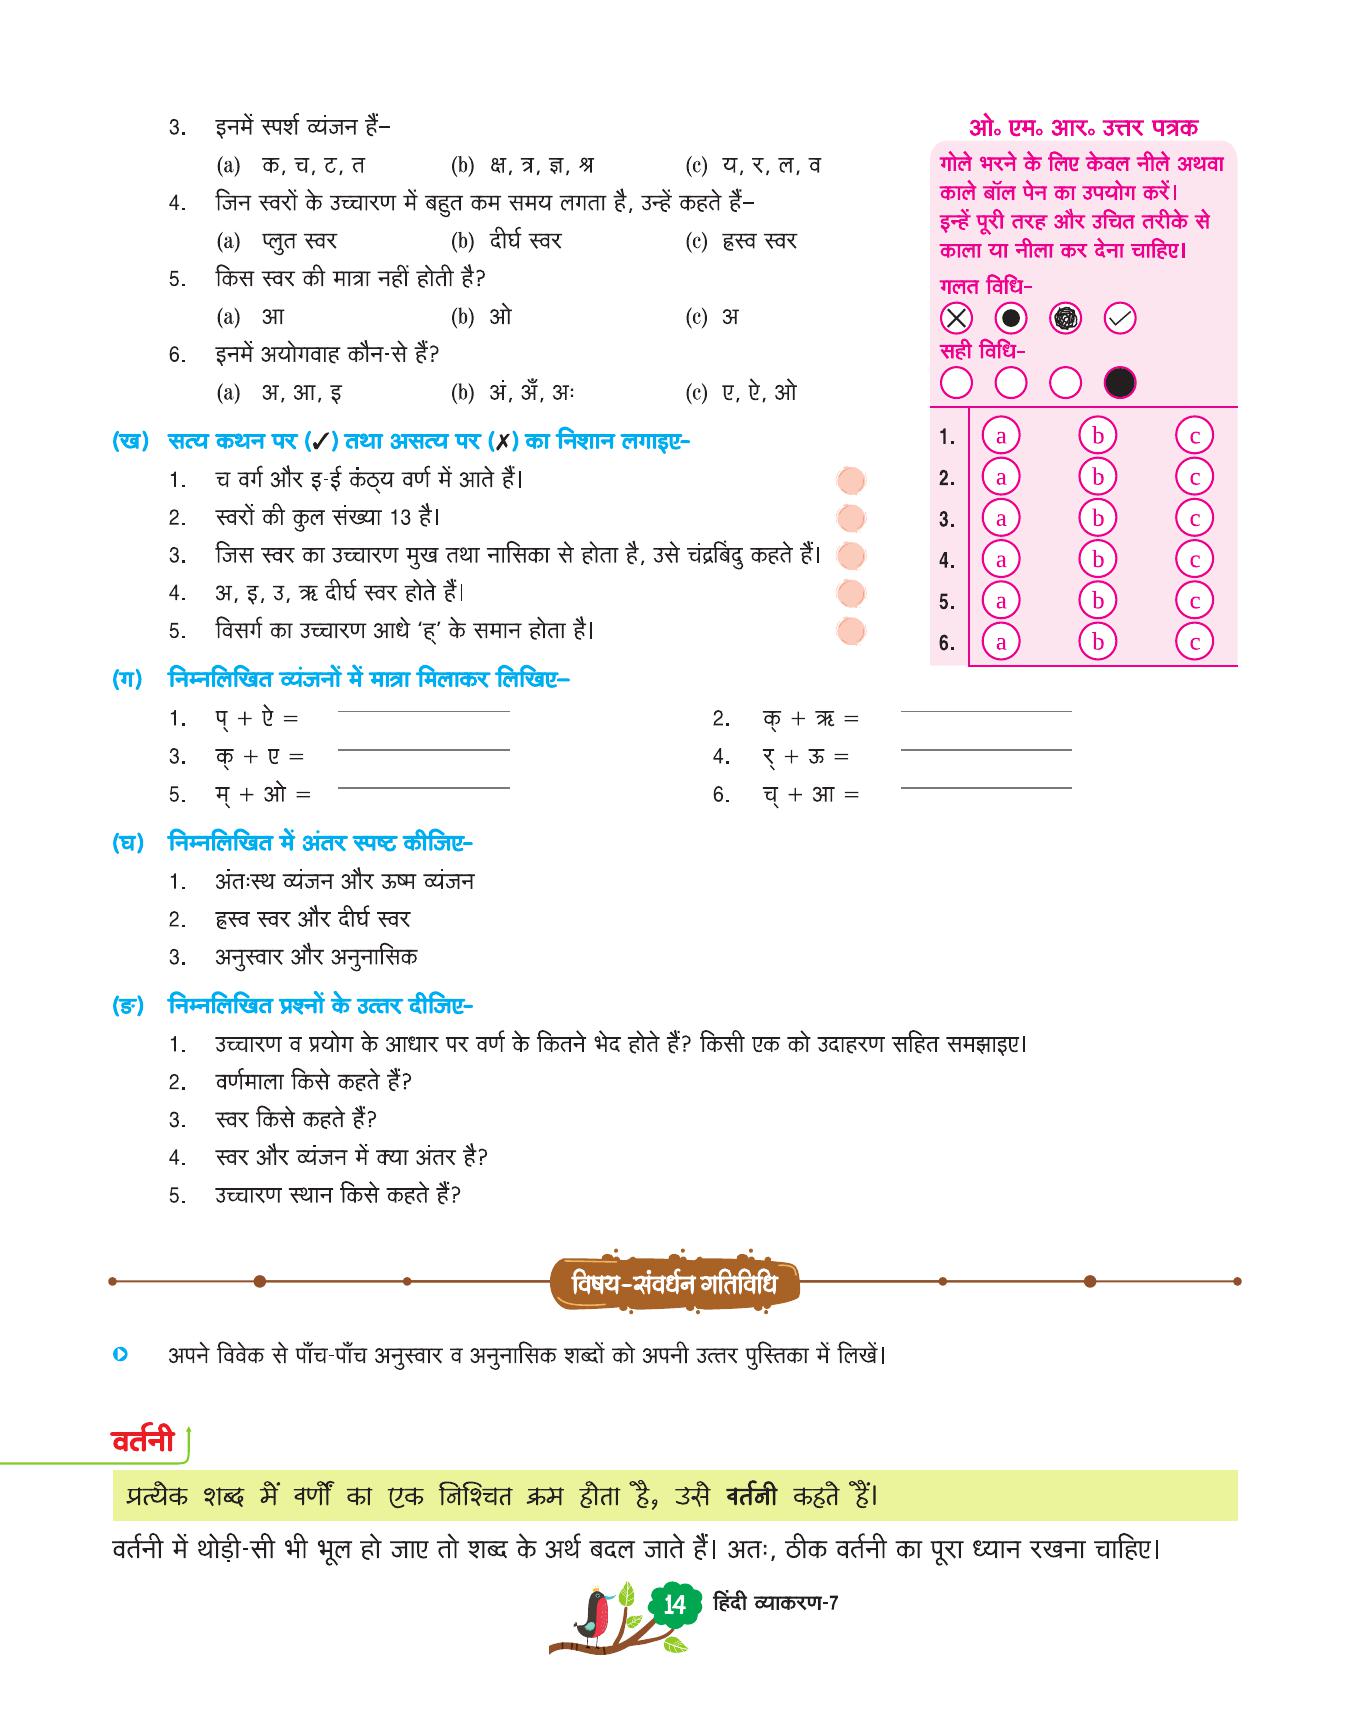 3. इनमें स्पर्श व्यंजन हैं–
(a) क, च, ट, त (b) क्ष, त्र, ज्ञ, श्र (c) य, र, ल, व
4. जिन स्वरों के उच्चारण में बहुत कम समय लगता है, उन्हें कहते हैं–
(a) प्लुत स्वर (b) दीर्घ स्वर (c) ह्रस्व स्वर
5. किस स्वर की मात्रा नहीं होती है?
(a) आ (b) ओ (c) अ
6. इनमें अयोगवाह कौन-से हैं?
(a) अ, आ, इ (b) अं, अँ, अः (c) ए, ऐ, ओ
(ख) सत्य कथन पर (✓) तथा असत्य पर (✗) का निशान लगाइए–
1. च वर्ग और इ-ई कंठ्य वर्ण में आते हैं।
2. स्वरों की कुल संख्या 13 है।
3. जिस स्वर का उच्चारण मुख तथा नासिका से होता है, उसे चंद्रबिंदु कहते हैं।
4. अ, इ, उ, ऋ दीर्घ स्वर होते हैं।
5. विसर्ग का उच्चारण आधे ‘ह्’ के समान होता है।
ओ॰ एम॰ आर॰ उत्तर पत्रक
गोले भरने के लिए केवल नीले अथवा
काले बॉल पेन का उपयोग करें।
इन्हें पूरी तरह और उचित तरीके से
काला या नीला कर देना चाहिए।
गलत विधि–
सही विधि–
1. a b c
2. a b c
3. a b c
4. a b c
5. a b c
6. a b c
(ग) निम्नलिखित व्यंजनों में मात्रा मिलाकर लिखिए–
1. प् + ऐ = 2. क् + ऋ =
3. क् + ए = 4. र् + ऊ =
5. म् + ओ = 6. च् + आ =
(घ) निम्नलिखित में अंतर स्पष्ट कीजिए–
1. अंतःस्थ व्यंजन और ऊष्म व्यंजन
2. ह्रस्व स्वर और दीर्घ स्वर
3. अनुस्वार और अनुनासिक
(ङ) निम्नलिखित प्रश्नों के उत्तर दीजिए–
1. उच्चारण व प्रयोग के आधार पर वर्ण के कितने भेद होते हैं? किसी एक को उदाहरण सहित समझाइए।
2. वर्णमाला किसे कहते हैं?
3. स्वर किसे कहते हैं?
4. स्वर और व्यंजन में क्या अंतर है?
5. उच्चारण स्थान किसे कहते हैं?
विषय-संवर्धन गतिविधि
अपने विवेक से पाँच-पाँच अनुस्वार व अनुनासिक शब्दों को अपनी उत्तर पुस्तिका में लिखें।
वर्तनी
प्रत्येक शब्द में वर्णों का एक निश्चित क्रम होता है, उसे वर्तनी कहते हैं।
वर्तनी में थोड़ी-सी भी भूल हो जाए तो शब्द के अर्थ बदल जाते हैं। अतः, ठीक वर्तनी का पूरा ध्यान रखना चाहिए।
14 हिंदी व्याकरण-7